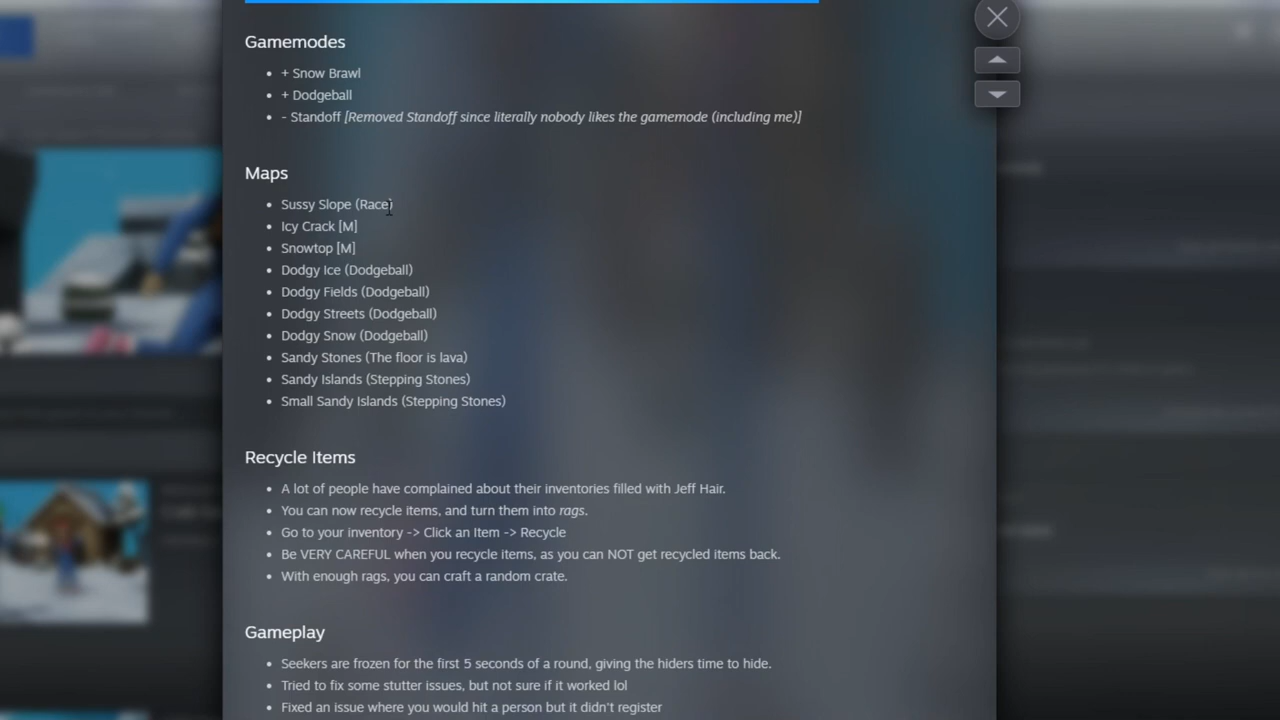 Gamemodes
+ Snow Brawl
+ Dodgeball
- Standoff [Removed Standoff since literally nobody likes the gamemode (including me)]
Maps
Sussy Slope (Race)
Icy Crack [M]
Snowtop [M]
Dodgy Ice (Dodgeball)
Dodgy Fields (Dodgeball)
Dodgy Streets (Dodgeball)
Dodgy Snow (Dodgeball)
Sandy Stones (The floor is lava)
Sandy Islands (Stepping Stones)
Small Sandy Islands (Stepping Stones)
Recycle Items
A lot of people have complained about their inventories filled with Jeff Hair.
You can now recycle items, and turn them into rags.
Go to your inventory -> Click an Item -> Recycle
Be VERY CAREFUL when you recycle items, as you can NOT get recycled items back.
With enough rags, you can craft a random crate.
Gameplay
Seekers are frozen for the first 5 seconds of a round, giving the hiders time to hide.
Tried to fix some stutter issues, but not sure if it worked lol
Fixed an issue where you would hit a person but it didn't register